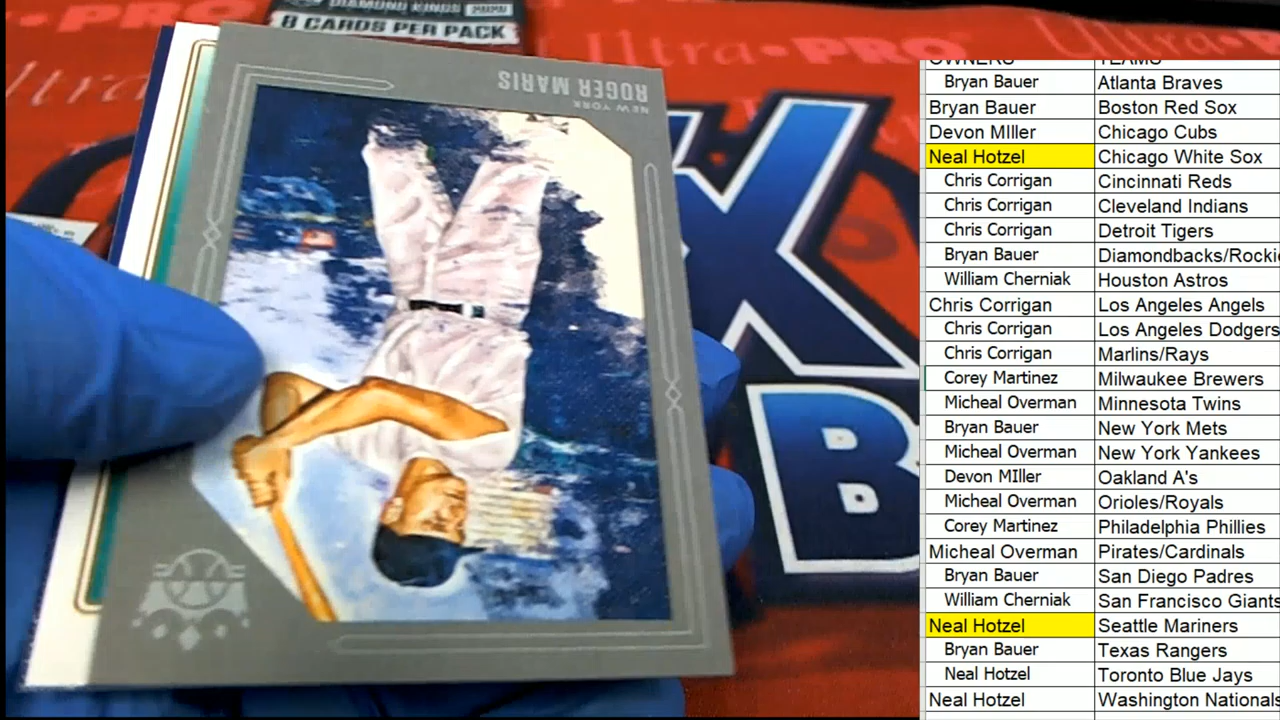 DIAMOND KINGS 2020
8 CARDS PER PACK
Ultra•PRO
Ultra•PRO
NEW YORK
ROGER MARIS
X
B
OWNERS TEAMS
Bryan Bauer Atlanta Braves
Bryan Bauer Boston Red Sox
Devon MIller Chicago Cubs
Neal Hotzel Chicago White Sox
Chris Corrigan Cincinnati Reds
Chris Corrigan Cleveland Indians
Chris Corrigan Detroit Tigers
Bryan Bauer Diamondbacks/Rockie
William Cherniak Houston Astros
Chris Corrigan Los Angeles Angels
Chris Corrigan Los Angeles Dodgers
Chris Corrigan Marlins/Rays
Corey Martinez Milwaukee Brewers
Micheal Overman Minnesota Twins
Bryan Bauer New York Mets
Micheal Overman New York Yankees
Devon MIller Oakland A's
Micheal Overman Orioles/Royals
Corey Martinez Philadelphia Phillies
Micheal Overman Pirates/Cardinals
Bryan Bauer San Diego Padres
William Cherniak San Francisco Giants
Neal Hotzel Seattle Mariners
Bryan Bauer Texas Rangers
Neal Hotzel Toronto Blue Jays
Neal Hotzel Washington Nationals